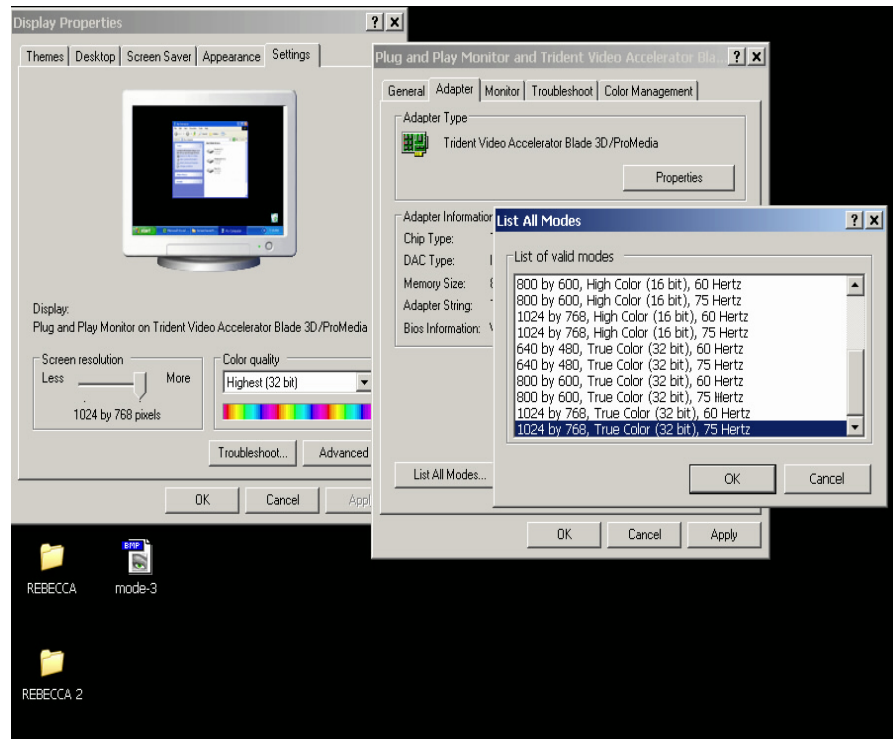 Display Properties
Themes Desktop Screen Saver Appearance Settings
Display:
Plug and Play Monitor on Trident Video Accelerator Blade 3D/ProMedia
Screen resolution
Less More
1024 by 768 pixels
Color quality
Highest (32 bit)
Troubleshoot... Advanced
OK Cancel Appl
Plug and Play Monitor and Trident Video Accelerator Bla...
General Adapter Monitor Troubleshoot Color Management
Adapter Type
Trident Video Accelerator Blade 3D/ProMedia
Properties
Adapter Information
Chip Type:
DAC Type:
Memory Size:
Adapter String:
Bios Information:
List All Modes...
OK Cancel Apply
List All Modes
List of valid modes
800 by 600, High Color (16 bit), 60 Hertz
800 by 600, High Color (16 bit), 75 Hertz
1024 by 768, High Color (16 bit), 60 Hertz
1024 by 768, High Color (16 bit), 75 Hertz
640 by 480, True Color (32 bit), 60 Hertz
640 by 480, True Color (32 bit), 75 Hertz
800 by 600, True Color (32 bit), 60 Hertz
800 by 600, True Color (32 bit), 75 Hertz
1024 by 768, True Color (32 bit), 60 Hertz
1024 by 768, True Color (32 bit), 75 Hertz
OK Cancel
BMP
REBECCA mode-3
REBECCA 2